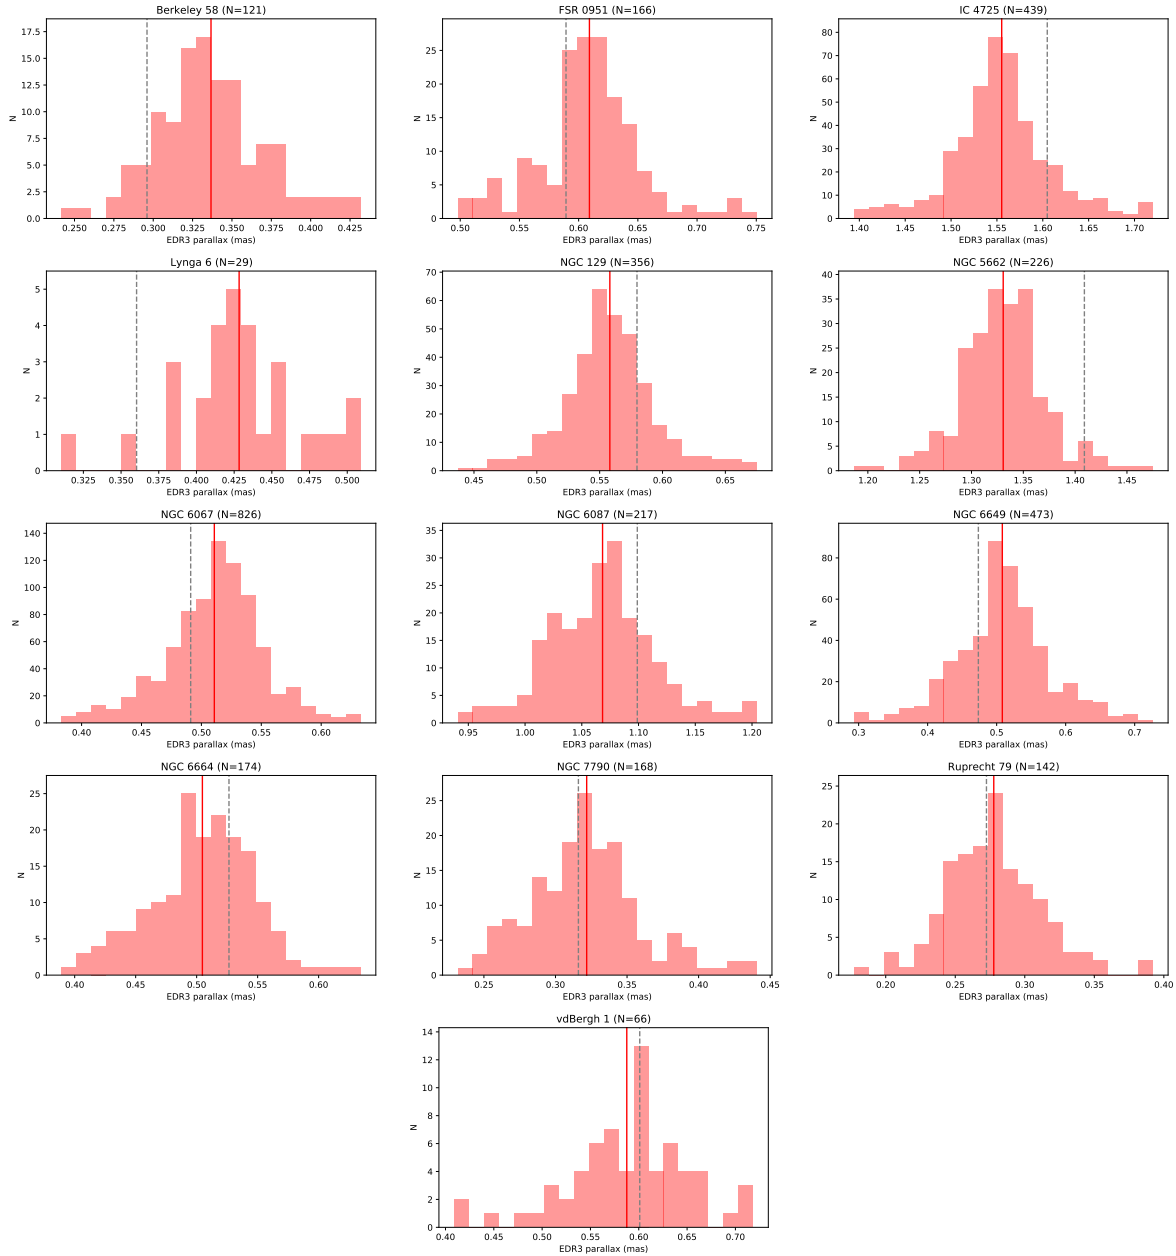 Berkeley 58 (N=121)
17.5
15.0
12.5
10.0
7.5
5.0
2.5
0.0
N
0.250 0.275 0.300 0.325 0.350 0.375 0.400 0.425
EDR3 parallax (mas)
FSR 0951 (N=166)
25
20
15
10
5
0
N
0.50 0.55 0.60 0.65 0.70 0.75
EDR3 parallax (mas)
IC 4725 (N=439)
80
70
60
50
40
30
20
10
0
N
1.40 1.45 1.50 1.55 1.60 1.65 1.70
EDR3 parallax (mas)
Lynga 6 (N=29)
5
4
3
2
1
0
N
0.325 0.350 0.375 0.400 0.425 0.450 0.475 0.500
EDR3 parallax (mas)
NGC 129 (N=356)
70
60
50
40
30
20
10
0
N
0.45 0.50 0.55 0.60 0.65
EDR3 parallax (mas)
NGC 5662 (N=226)
40
35
30
25
20
15
10
5
0
N
1.20 1.25 1.30 1.35 1.40 1.45
EDR3 parallax (mas)
NGC 6067 (N=826)
140
120
100
80
60
40
20
0
N
0.40 0.45 0.50 0.55 0.60
EDR3 parallax (mas)
NGC 6087 (N=217)
35
30
25
20
15
10
5
0
N
0.95 1.00 1.05 1.10 1.15 1.20
EDR3 parallax (mas)
NGC 6649 (N=473)
80
60
40
20
0
N
0.3 0.4 0.5 0.6 0.7
EDR3 parallax (mas)
NGC 6664 (N=174)
25
20
15
10
5
0
N
0.40 0.45 0.50 0.55 0.60
EDR3 parallax (mas)
NGC 7790 (N=168)
25
20
15
10
5
0
N
0.25 0.30 0.35 0.40 0.45
EDR3 parallax (mas)
Ruprecht 79 (N=142)
25
20
15
10
5
0
N
0.20 0.25 0.30 0.35 0.40
EDR3 parallax (mas)
vdBergh 1 (N=66)
14
12
10
8
6
4
2
0
N
0.40 0.45 0.50 0.55 0.60 0.65 0.70
EDR3 parallax (mas)